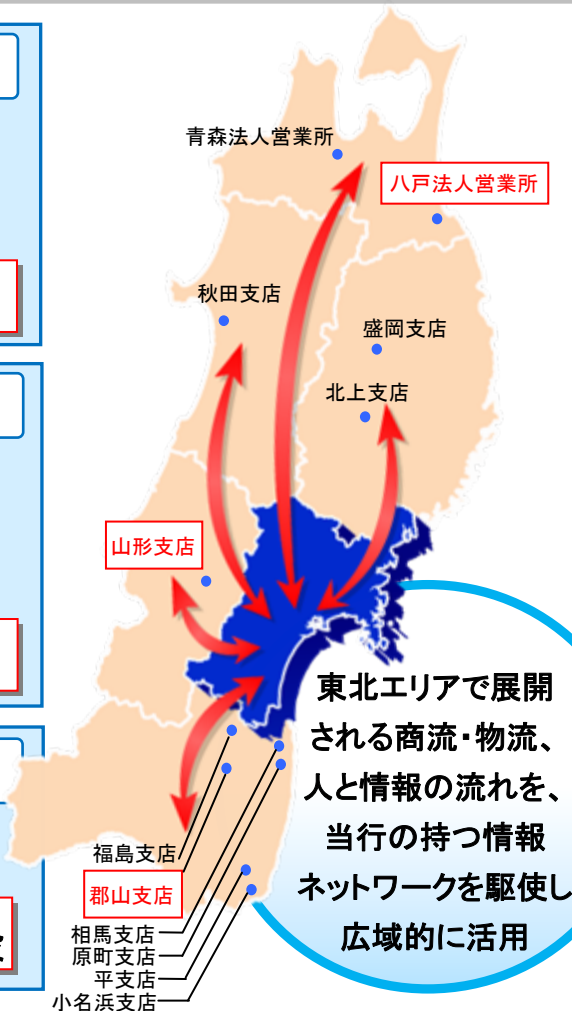 青森法人営業所
八戸法人営業所
秋田支店
盛岡支店
北上支店
山形支店
東北エリアで展開
される商流・物流、
人と情報の流れを、
当行の持つ情報
ネットワークを駆使し
広域的に活用
福島支店
郡山支店
相馬支店
原町支店
平支店
小名浜支店